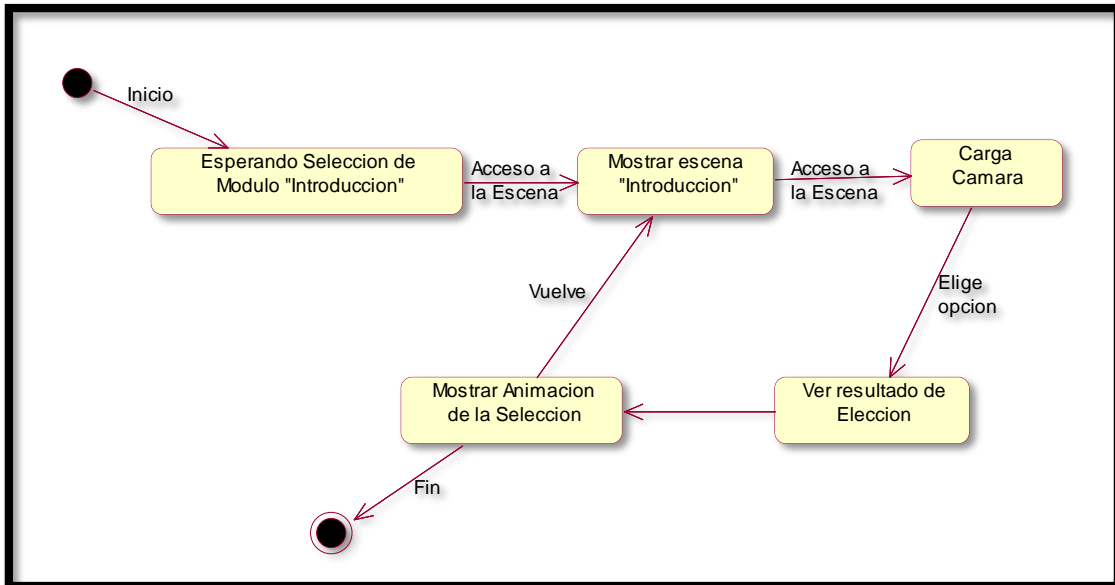 Inicio
Esperando Seleccion de
Modulo "Introduccion"
Acceso a
la Escena
Mostrar escena
"Introduccion"
Acceso a
la Escena
Carga
Camara
Vuelve
Elige
opcion
Mostrar Animacion
de la Seleccion
Ver resultado de
Eleccion
Fin